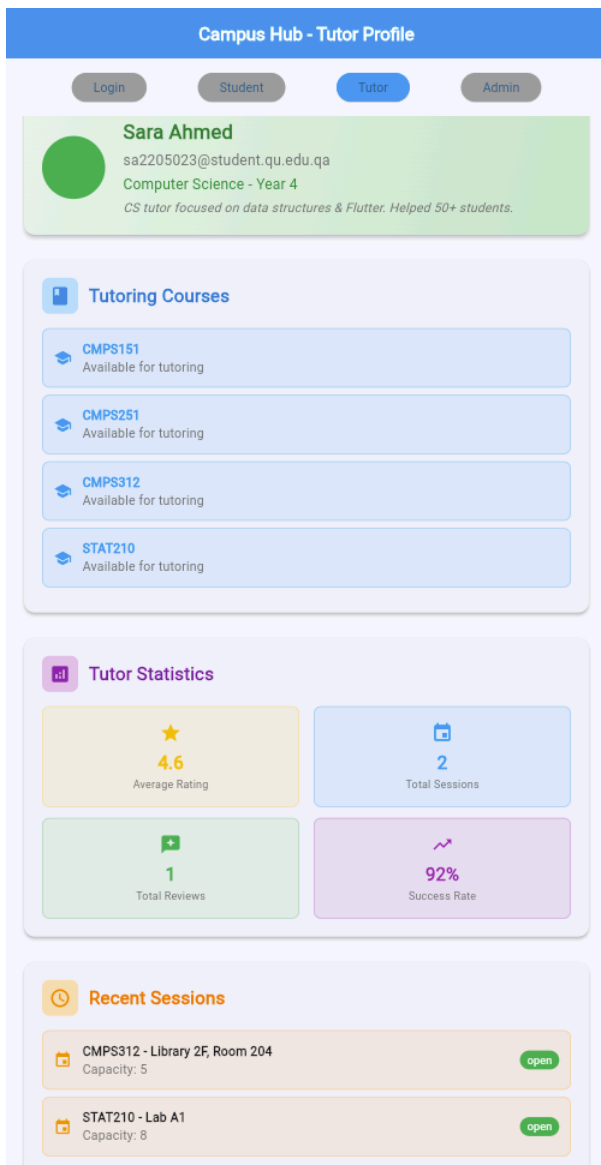 Campus Hub - Tutor Profile
Login Student Tutor Admin
Sara Ahmed
sa2205023@student.qu.edu.qa
Computer Science - Year 4
CS tutor focused on data structures & Flutter. Helped 50+ students.
Tutoring Courses
CMPS151
Available for tutoring
CMPS251
Available for tutoring
CMPS312
Available for tutoring
STAT210
Available for tutoring
Tutor Statistics
4.6
Average Rating
2
Total Sessions
1
Total Reviews
92%
Success Rate
Recent Sessions
CMPS312 - Library 2F, Room 204
Capacity: 5
open
STAT210 - Lab A1
Capacity: 8
open